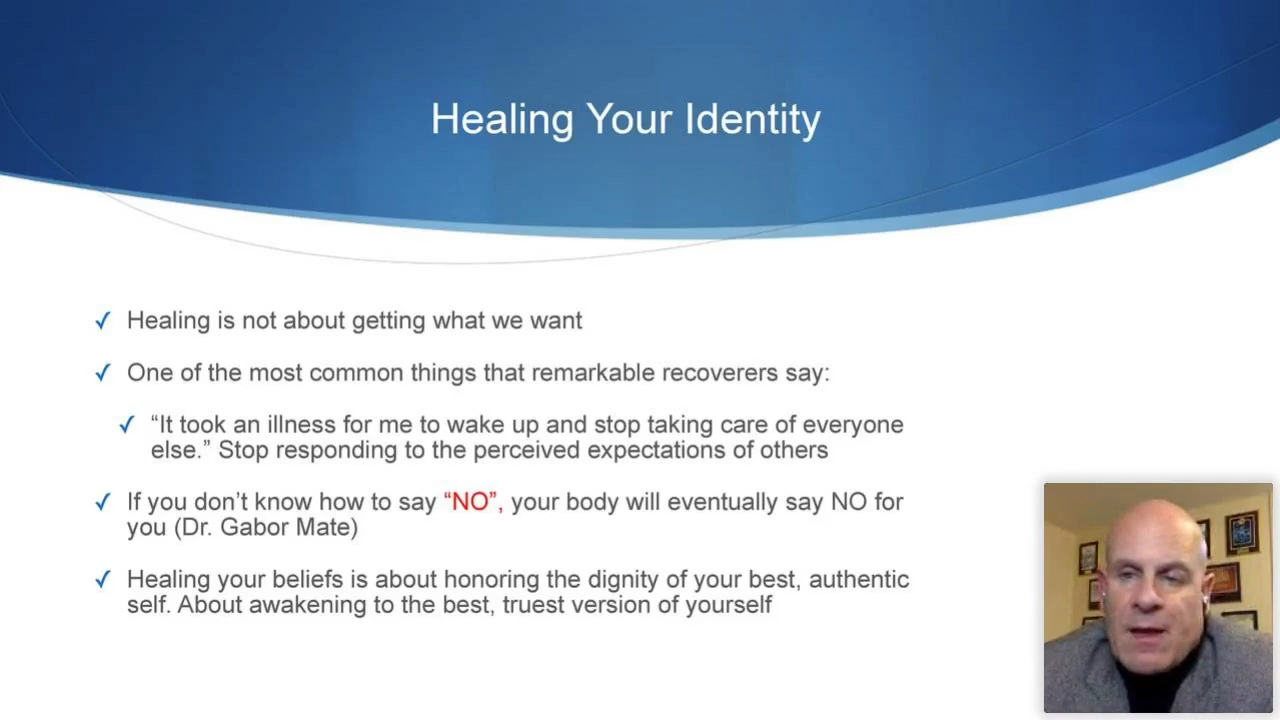 Healing Your Identity
✓ Healing is not about getting what we want
✓ One of the most common things that remarkable recoverers say:
✓ “It took an illness for me to wake up and stop taking care of everyone
else.” Stop responding to the perceived expectations of others
✓ If you don’t know how to say “NO”, your body will eventually say NO for
you (Dr. Gabor Mate)
✓ Healing your beliefs is about honoring the dignity of your best, authentic
self. About awakening to the best, truest version of yourself